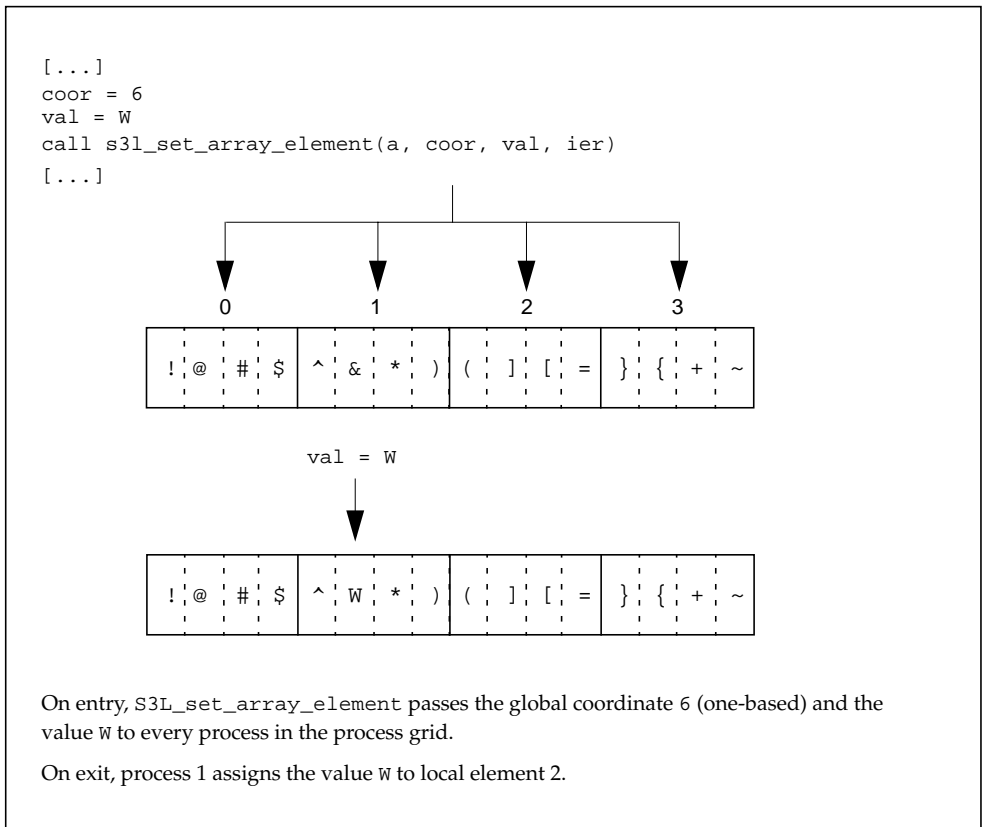 [...]
coor = 6
val = W
call s3l_set_array_element(a, coor, val, ier)
[...]
0 1 2 3
! @ # $ ^ & * ) ( ] [ = } { + ~
val = W
! @ # $ ^ W * ) ( ] [ = } { + ~
On entry, S3L_set_array_element passes the global coordinate 6 (one-based) and the
value W to every process in the process grid.
On exit, process 1 assigns the value W to local element 2.